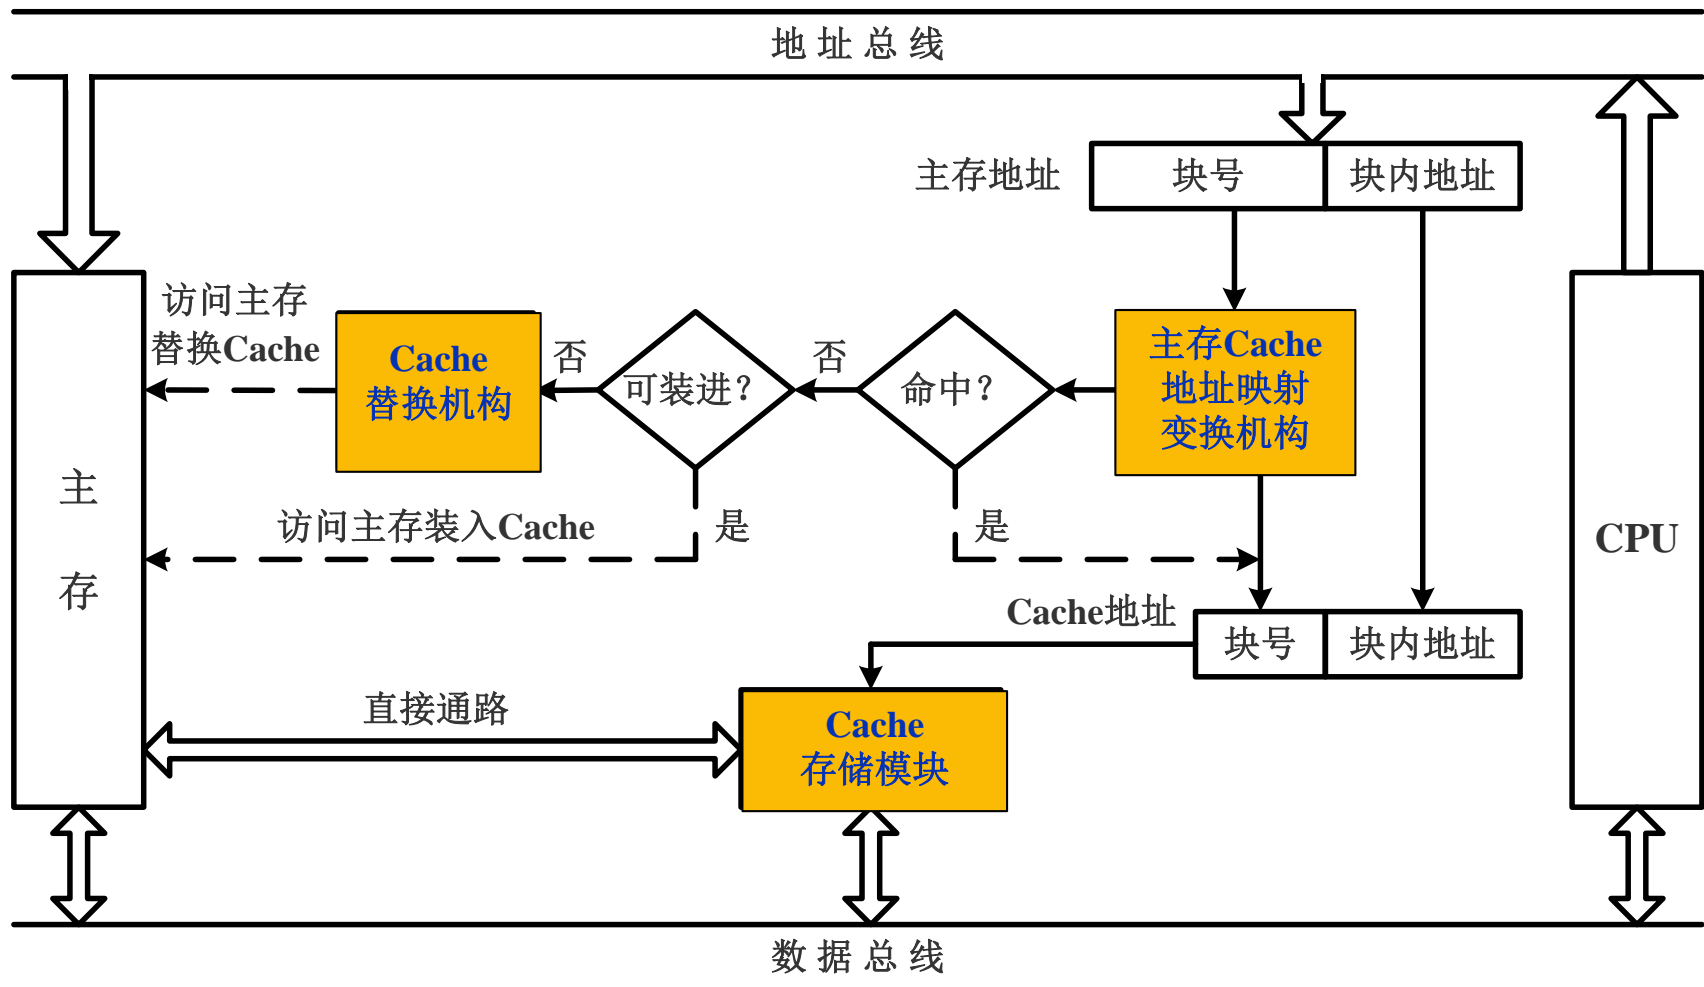 地址总线
主存地址
块号
块内地址
访问主存
替换Cache
Cache
替换机构
否
可装进？
否
命中？
主存Cache
地址映射
变换机构
主
存
访问主存装入Cache
是
是
CPU
Cache地址
块号
块内地址
直接通路
Cache
存储模块
数据总线